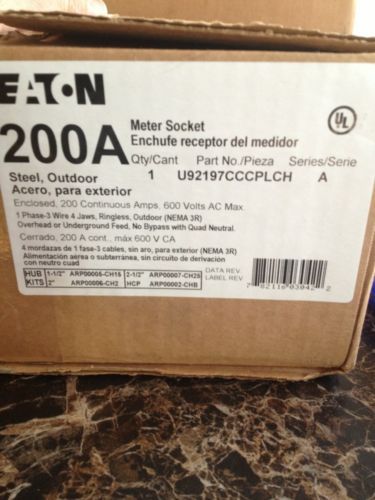 EATON
200A
Meter Socket
Enchufe receptor del medidor
UL
Qty/Cant Part No./Pieza Series/Serie
Steel, Outdoor 1 U92197CCCPLCH A
Acero, para exterior
Enclosed, 200 Continuous Amps, 600 Volts AC Max.
1 Phase-3 Wire 4 Jaws, Ringless, Outdoor (NEMA 3R)
Overhead or Underground Feed, No Bypass with Quad Neutral.
Cerrado, 200 A cont., máx 600 V CA
4 mordazas de 1 fase-3 cables, sin aro, para exterior (NEMA 3R)
Alimentación aérea o subterránea, sin circuito de derivación
con neutro cuad
HUB 1-1/2" ARP00005-CH15 2-1/2" ARP00007-CH25
KITS 2" ARP00006-CH2 HCP ARP00002-CHB
DATA REV.
LABEL REV.
7 82116 03042 2